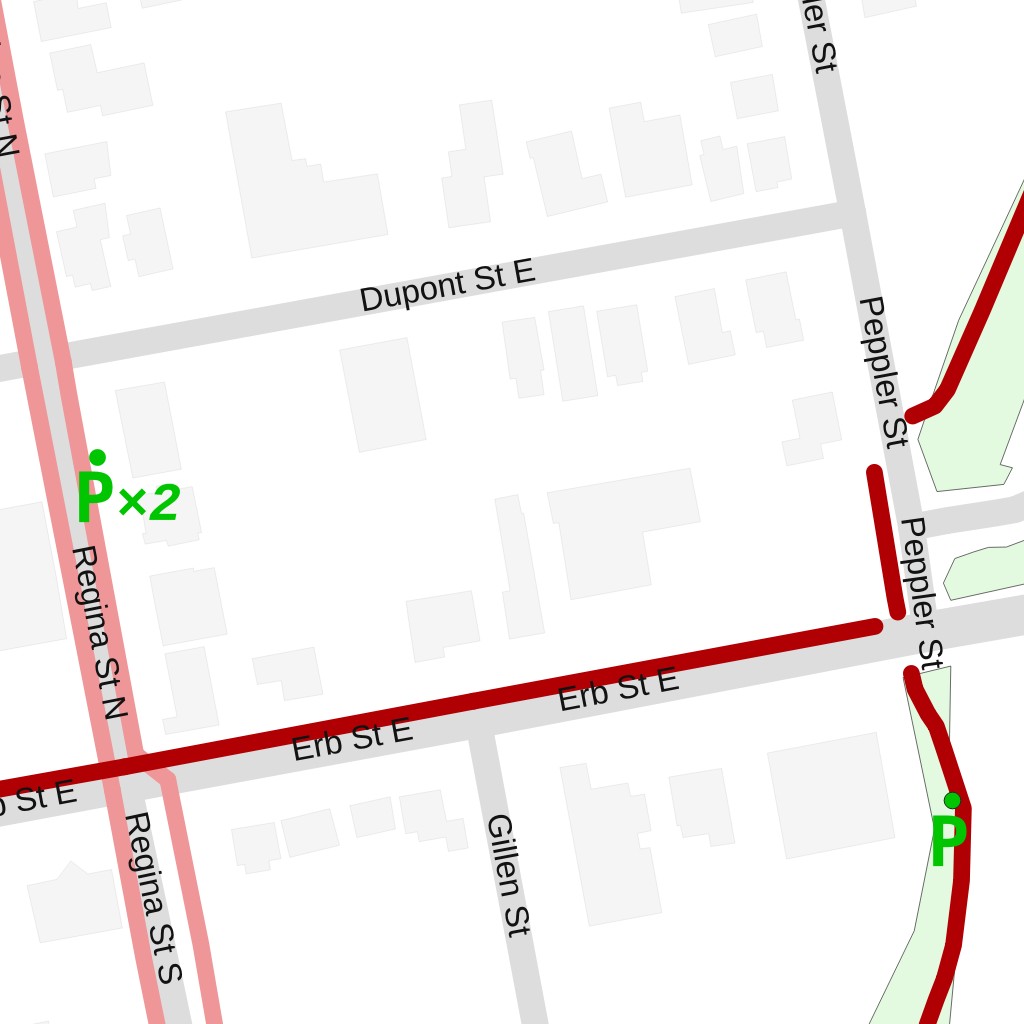 St N
Dupont St E
Peppler St
P×2
Regina St N
Peppler St
Erb St E
Erb St E
St E
Regina St S
Gillen St
P